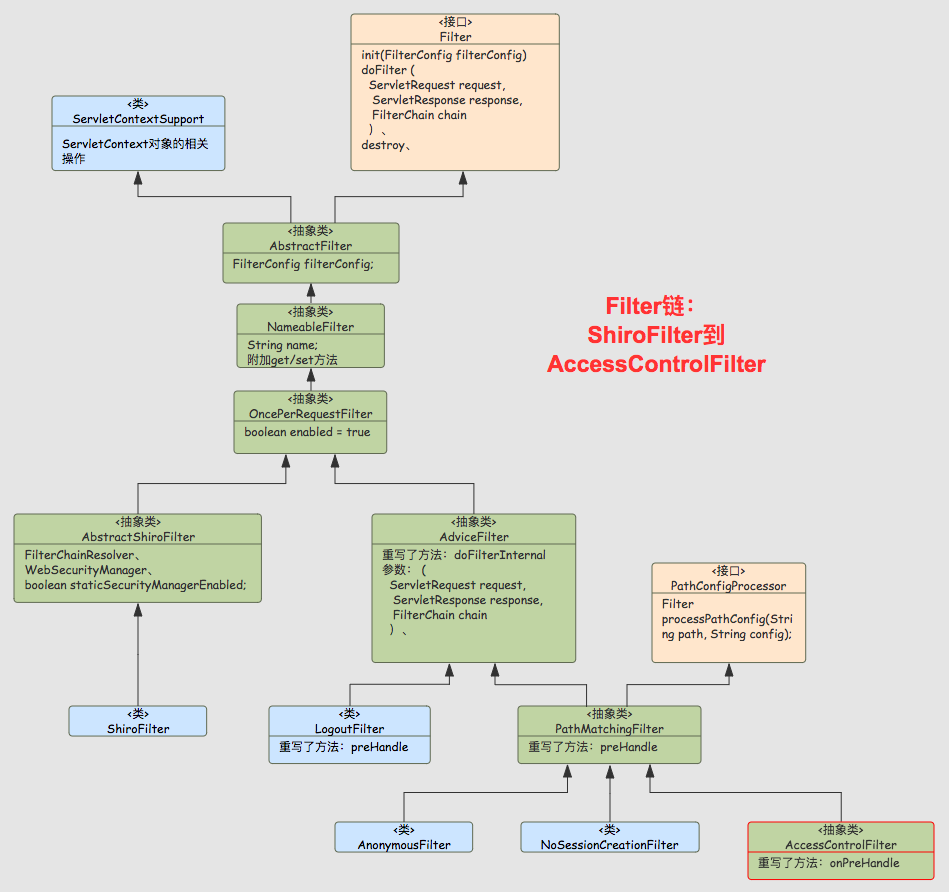 <接口>
Filter
init(FilterConfig filterConfig)
doFilter (
ServletRequest request,
ServletResponse response,
FilterChain chain
) 、
destroy、
<类>
ServletContextSupport
ServletContext对象的相关
操作
<抽象类>
AbstractFilter
FilterConfig filterConfig;
<抽象类>
NameableFilter
String name;
附加get/set方法
Filter链：
ShiroFilter到
AccessControlFilter
<抽象类>
OncePerRequestFilter
boolean enabled = true
<抽象类>
AbstractShiroFilter
FilterChainResolver、
WebSecurityManager、
boolean staticSecurityManagerEnabled;
<抽象类>
AdviceFilter
重写了方法：doFilterInternal
参数： (
ServletRequest request,
ServletResponse response,
FilterChain chain
) 、
<接口>
PathConfigProcessor
Filter
processPathConfig(Stri
ng path, String config);
<类>
ShiroFilter
<类>
LogoutFilter
重写了方法：preHandle
<抽象类>
PathMatchingFilter
重写了方法：preHandle
<类>
AnonymousFilter
<类>
NoSessionCreationFilter
<抽象类>
AccessControlFilter
重写了方法：onPreHandle